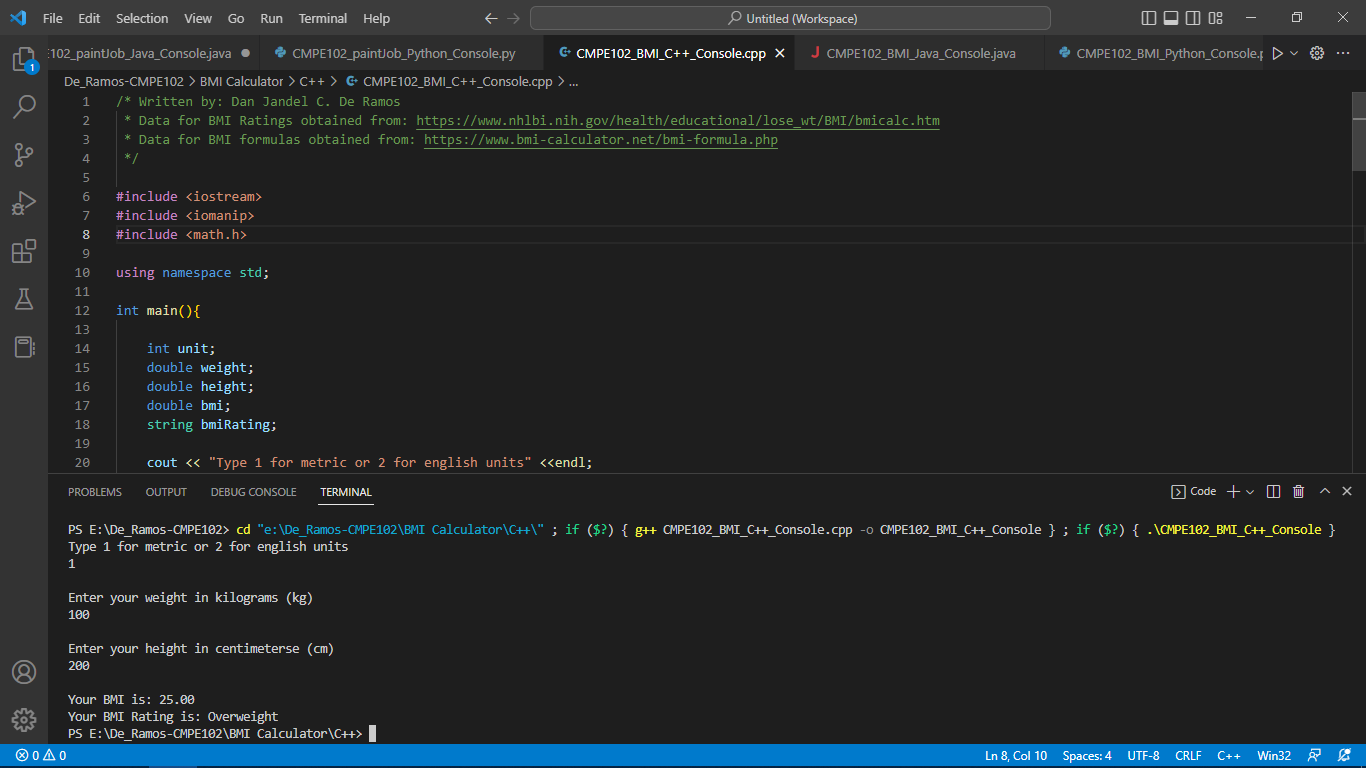 File Edit Selection View Go Run Terminal Help Untitled (Workspace)
E102_paintJob_Java_Console.java CMPE102_paintJob_Python_Console.py CMPE102_BMI_C++_Console.cpp CMPE102_BMI_Java_Console.java CMPE102_BMI_Python_Console.p
1
De_Ramos-CMPE102 > BMI Calculator > C++ > CMPE102_BMI_C++_Console.cpp > ...
1 /* Written by: Dan Jandel C. De Ramos
2 * Data for BMI Ratings obtained from: https://www.nhlbi.nih.gov/health/educational/lose_wt/BMI/bmicalc.htm
3 * Data for BMI formulas obtained from: https://www.bmi-calculator.net/bmi-formula.php
4 */
5
6 #include <iostream>
7 #include <iomanip>
8 #include <math.h>
9
10 using namespace std;
11
12 int main(){
13
14 int unit;
15 double weight;
16 double height;
17 double bmi;
18 string bmiRating;
19
20 cout << "Type 1 for metric or 2 for english units" <<endl;
PROBLEMS OUTPUT DEBUG CONSOLE TERMINAL Code
PS E:\De_Ramos-CMPE102> cd "e:\De_Ramos-CMPE102\BMI Calculator\C++\" ; if ($?) { g++ CMPE102_BMI_C++_Console.cpp -o CMPE102_BMI_C++_Console } ; if ($?) { .\CMPE102_BMI_C++_Console }
Type 1 for metric or 2 for english units
1
Enter your weight in kilograms (kg)
100
Enter your height in centimeterse (cm)
200
Your BMI is: 25.00
Your BMI Rating is: Overweight
PS E:\De_Ramos-CMPE102\BMI Calculator\C++>
0 0 Ln 8, Col 10 Spaces: 4 UTF-8 CRLF C++ Win32